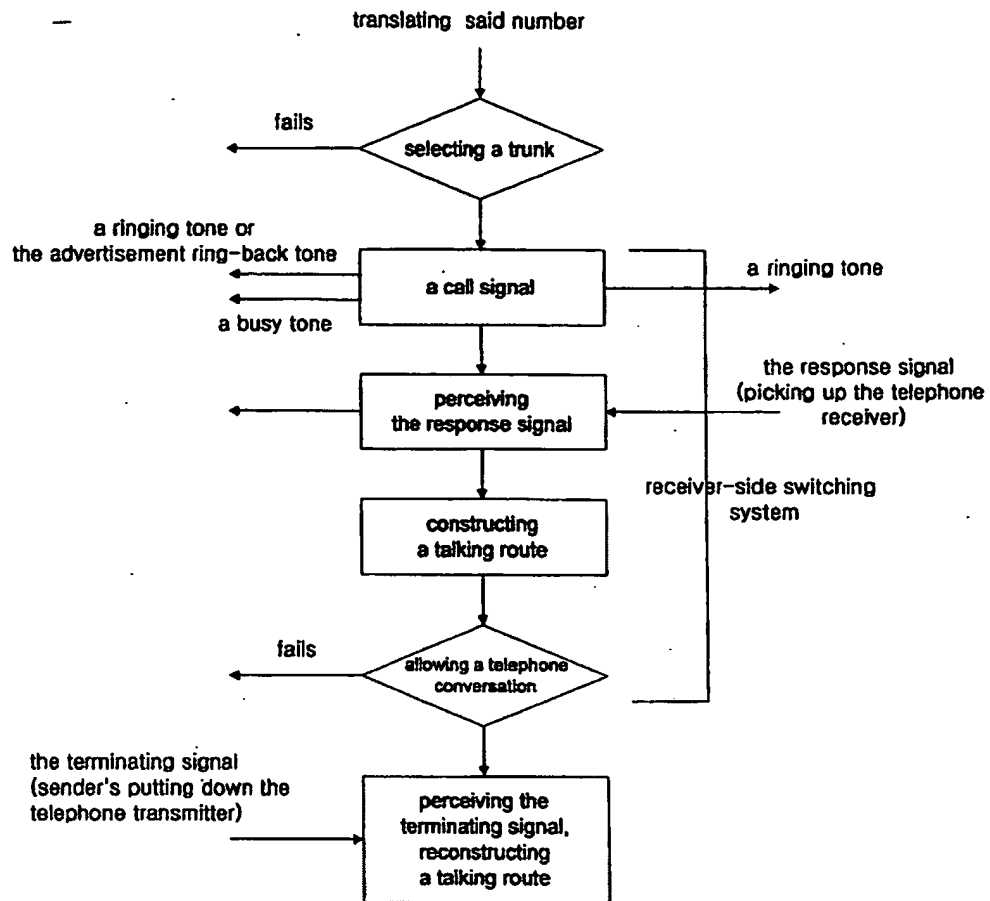 translating said number
fails
selecting a trunk
a ringing tone or
the advertisement ring-back tone
a call signal
a ringing tone
a busy tone
the response signal
(picking up the telephone
receiver)
perceiving
the response signal
receiver-side switching
system
constructing
a talking route
fails
allowing a telephone
conversation
the terminating signal
(sender's putting down the
telephone transmitter)
perceiving the
terminating signal,
reconstructing
a talking route